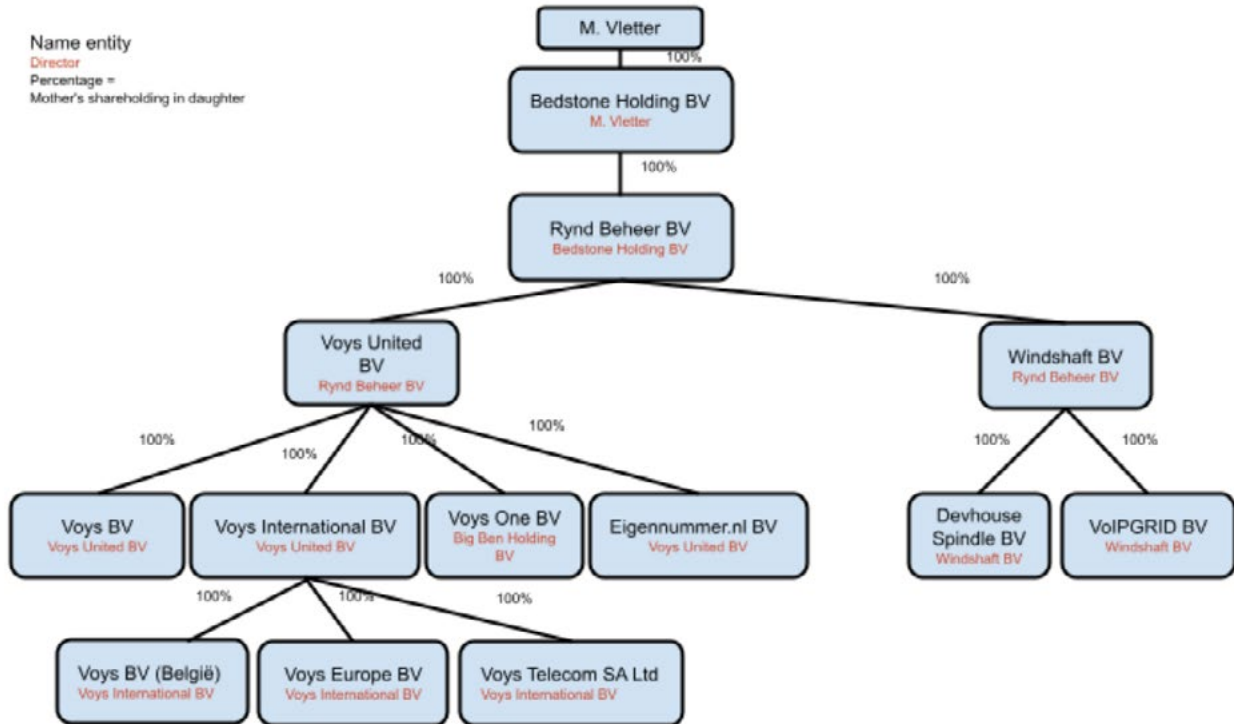 M. Vletter
Name entity
Director
Percentage =
Mother's shareholding in daughter
100%
Bedstone Holding BV
M. Vletter
100%
Rynd Beheer BV
Bedstone Holding BV
100%
100%
Voys United
BV
Rynd Beheer BV
Windshaft BV
Rynd Beheer BV
100%
100%
100%
100%
100%
100%
Voys BV
Voys United BV
Voys International BV
Voys United BV
Voys One BV
Big Ben Holding
BV
Eigennummer.nl BV
Voys United BV
Devhouse
Spindle BV
Windshaft BV
VoIPGRID BV
Windshaft BV
100%
100%
100%
Voys BV (België)
Voys International BV
Voys Europe BV
Voys International BV
Voys Telecom SA Ltd
Voys International BV